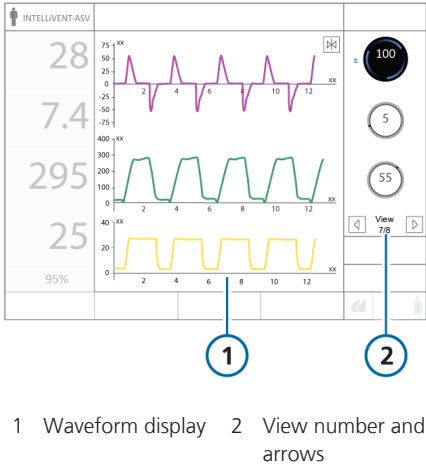 INTELLiVENT-ASV
28
7.4
295
25
95%
75 xx
50
25
0
-25
-50
-75
2 4 6 8 10 12 xx
400 xx
300
200
100
0
2 4 6 8 10 12 xx
40 xx
20
0
2 4 6 8 10 12 xx
100
5
55
View
7/8
1 2
1 Waveform display 2 View number and
arrows